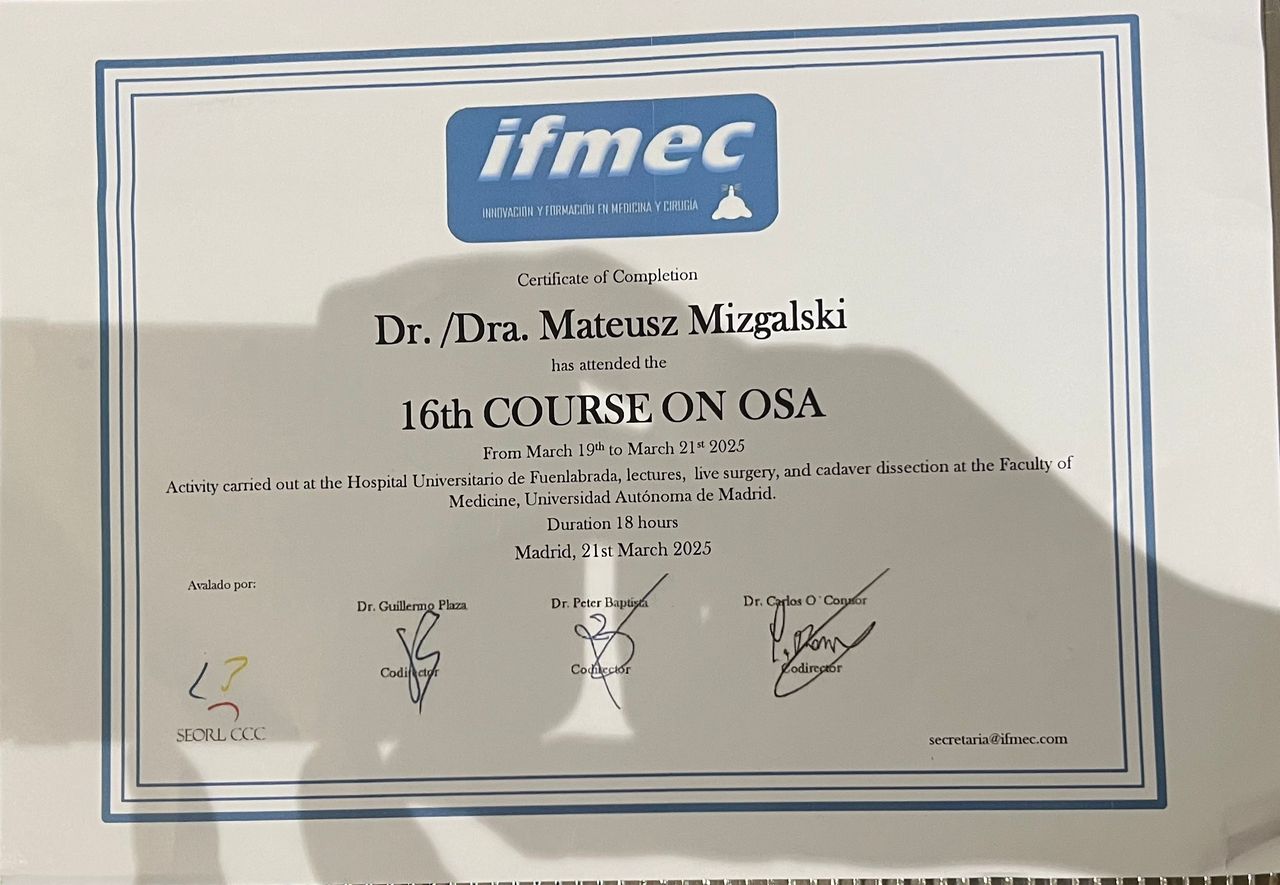 ifmec
INNOVACIÓN Y FORMACIÓN EN MEDICINA Y CIRUGÍA
Certificate of Completion
Dr. /Dra. Mateusz Mizgalski
has attended the
16th COURSE ON OSA
From March 19th to March 21st 2025
Activity carried out at the Hospital Universitario de Fuenlabrada, lectures, live surgery, and cadaver dissection at the Faculty of
Medicine, Universidad Autónoma de Madrid.
Duration 18 hours
Madrid, 21st March 2025
Avalado por:
Dr. Guillermo Plaza
Dr. Peter Baptista
Dr. Carlos O´Connor
Codirector
Codirector
Codirector
SEORL CCC
secretaria@ifmec.com